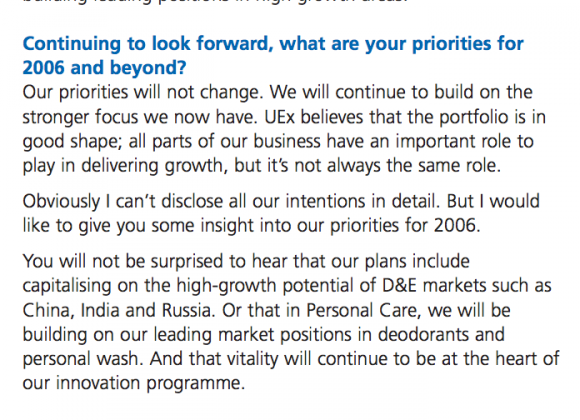 building leading positions in high growth areas.
Continuing to look forward, what are your priorities for
2006 and beyond?
Our priorities will not change. We will continue to build on the
stronger focus we now have. UEx believes that the portfolio is in
good shape; all parts of our business have an important role to
play in delivering growth, but it’s not always the same role.
Obviously I can’t disclose all our intentions in detail. But I would
like to give you some insight into our priorities for 2006.
You will not be surprised to hear that our plans include
capitalising on the high-growth potential of D&E markets such as
China, India and Russia. Or that in Personal Care, we will be
building on our leading market positions in deodorants and
personal wash. And that vitality will continue to be at the heart of
our innovation programme.